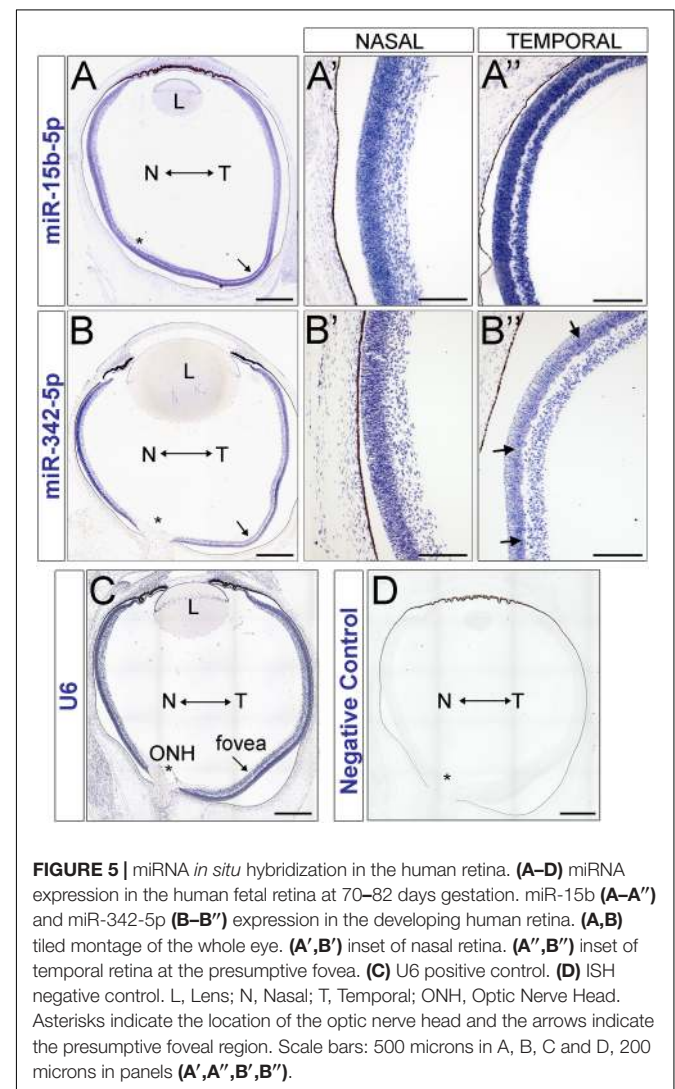 NASAL
TEMPORAL
miR-15b-5p
A
L
N T
*
A'
A''
miR-342-5p
B
L
N T
*
B'
B''
U6
C
L
N T
ONH
*
fovea
Negative Control
D
N T
*
FIGURE 5 | miRNA in situ hybridization in the human retina. (A–D) miRNA
expression in the human fetal retina at 70–82 days gestation. miR-15b (A–A″)
and miR-342-5p (B–B″) expression in the developing human retina. (A,B)
tiled montage of the whole eye. (A′,B′) inset of nasal retina. (A″,B″) inset of
temporal retina at the presumptive fovea. (C) U6 positive control. (D) ISH
negative control. L, Lens; N, Nasal; T, Temporal; ONH, Optic Nerve Head.
Asterisks indicate the location of the optic nerve head and the arrows indicate
the presumptive foveal region. Scale bars: 500 microns in A, B, C and D, 200
microns in panels (A′,A″,B′,B″).